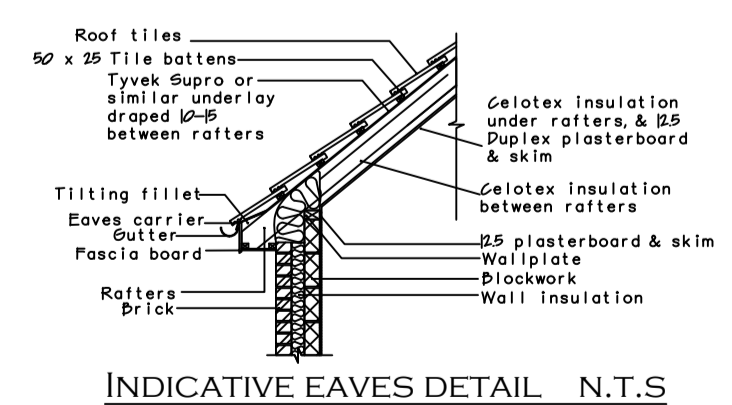 Roof tiles
50 x 25 Tile battens
Tyvek Supro or
similar underlay
draped 10-15
between rafters
Tilting fillet
Eaves carrier
Gutter
Fascia board
Rafters
Brick
Celotex insulation
under rafters, & 12.5
Duplex plasterboard
& skim
Celotex insulation
between rafters
12.5 plasterboard & skim
Wallplate
Blockwork
Wall insulation
INDICATIVE EAVES DETAIL N.T.S